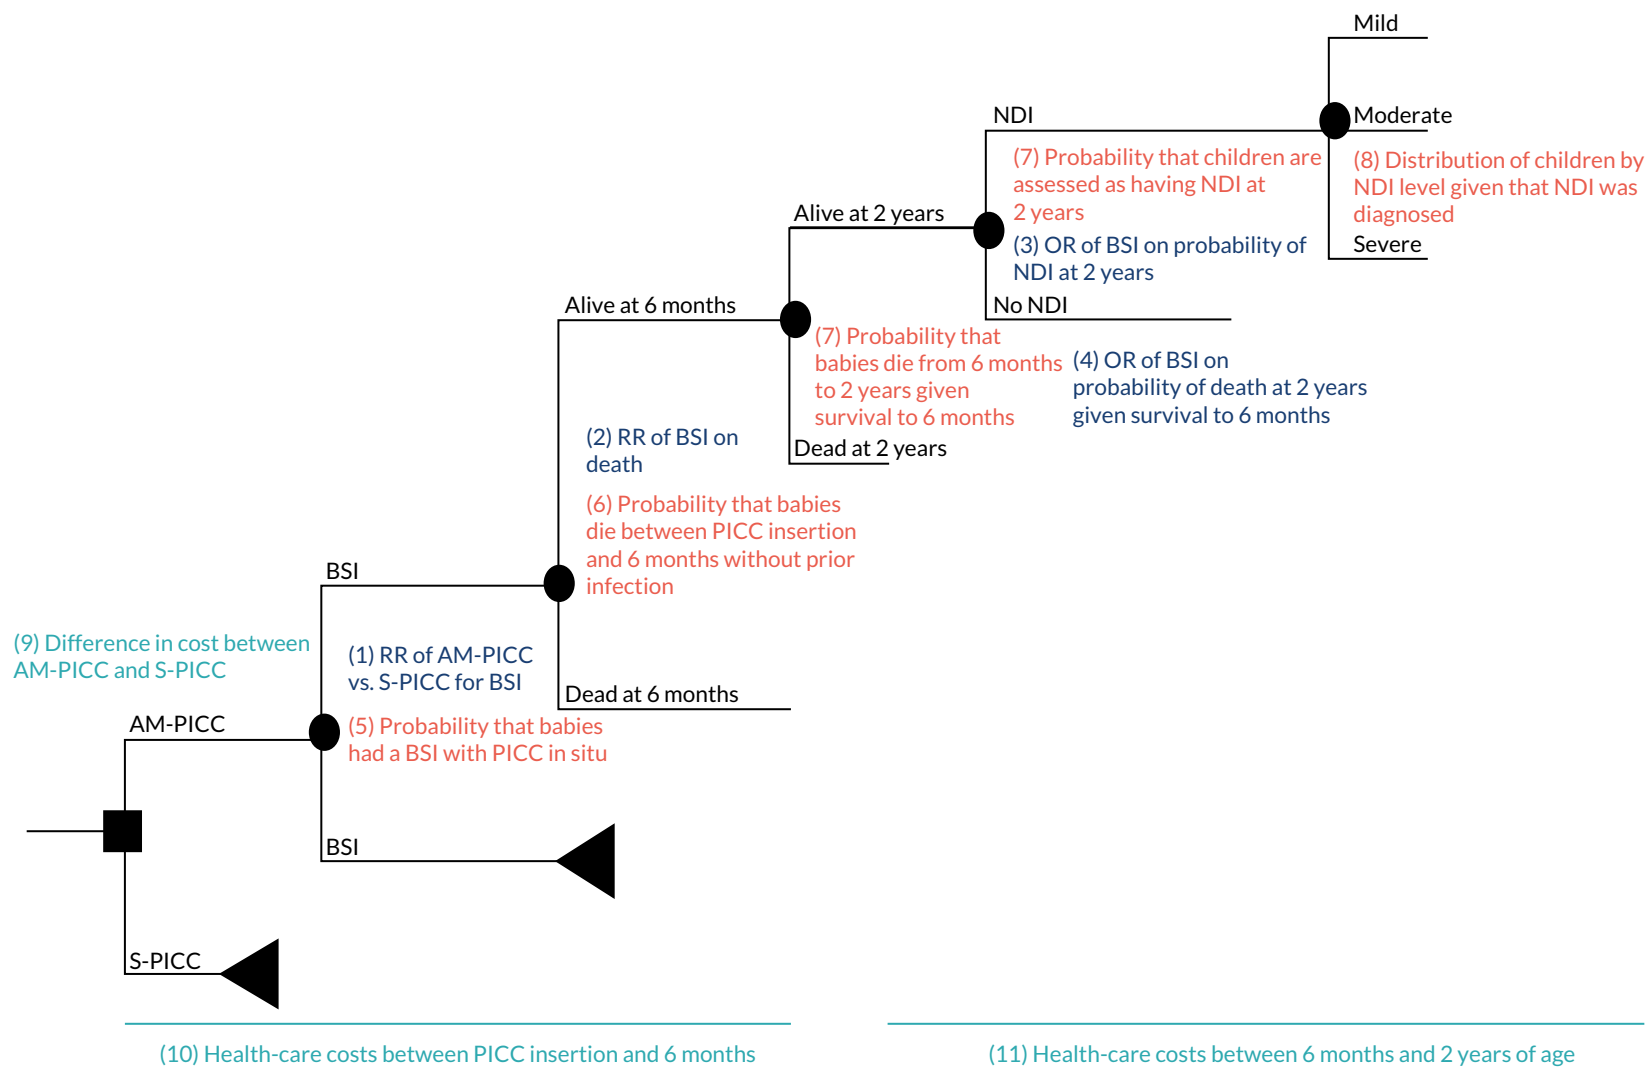 Mild
NDI
Moderate
(7) Probability that children are
assessed as having NDI at
2 years
(8) Distribution of children by
NDI level given that NDI was
diagnosed
Alive at 2 years
(3) OR of BSI on probability of
NDI at 2 years
Severe
Alive at 6 months
No NDI
(7) Probability that
babies die from 6 months
to 2 years given
survival to 6 months
(4) OR of BSI on
probability of death at 2 years
given survival to 6 months
(2) RR of BSI on
death
Dead at 2 years
(6) Probability that babies
die between PICC insertion
and 6 months without prior
infection
BSI
(9) Difference in cost between
AM-PICC and S-PICC
(1) RR of AM-PICC
vs. S-PICC for BSI
Dead at 6 months
AM-PICC
(5) Probability that babies
had a BSI with PICC in situ
BSI
S-PICC
(10) Health-care costs between PICC insertion and 6 months
(11) Health-care costs between 6 months and 2 years of age